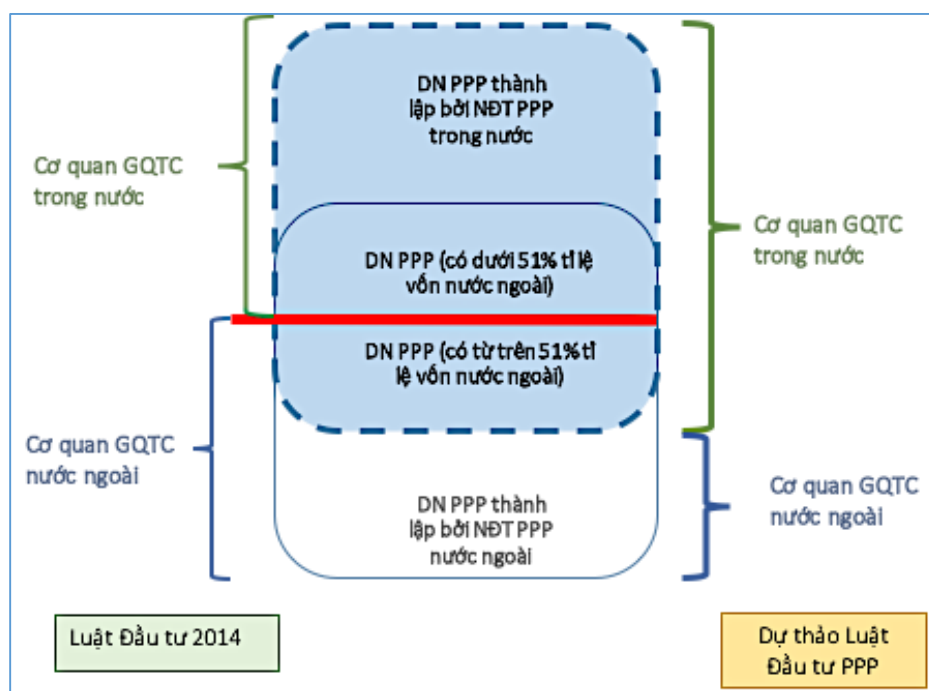 DN PPP thành
lập bởi NĐT PPP
trong nước
Cơ quan GQTC
trong nước
Cơ quan GQTC
trong nước
DN PPP (có dưới 51% tỉ lệ
vốn nước ngoài)
DN PPP (có từ trên 51% tỉ
lệ vốn nước ngoài)
Cơ quan GQTC
nước ngoài
Cơ quan GQTC
nước ngoài
DN PPP thành
lập bởi NĐT PPP
nước ngoài
Luật Đầu tư 2014
Dự thảo Luật
Đầu tư PPP